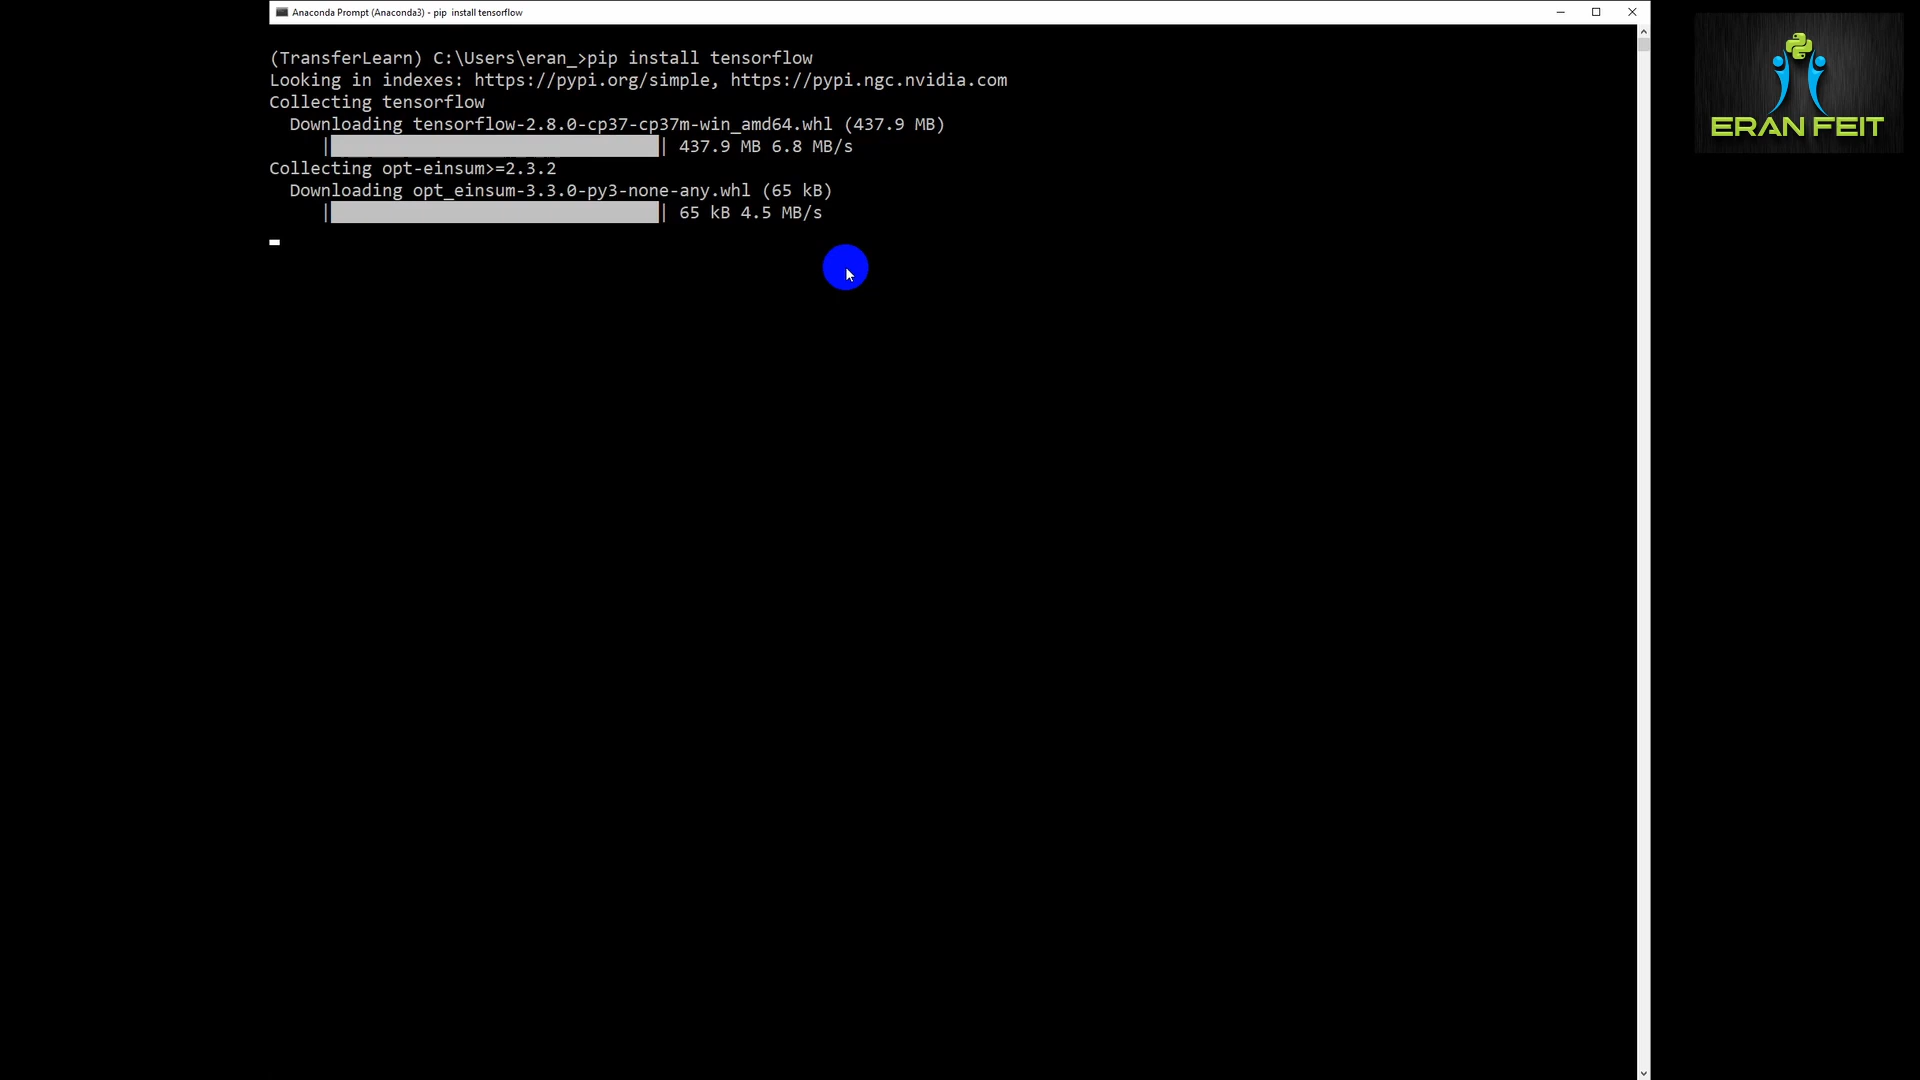 Anaconda Prompt (Anaconda3) - pip  install tensorflow
(TransferLearn) C:\Users\eran_>pip install tensorflow
Looking in indexes: https://pypi.org/simple, https://pypi.ngc.nvidia.com
Collecting tensorflow
Downloading tensorflow-2.8.0-cp37-cp37m-win_amd64.whl (437.9 MB)
| | 437.9 MB 6.8 MB/s
Collecting opt-einsum>=2.3.2
Downloading opt_einsum-3.3.0-py3-none-any.whl (65 kB)
| | 65 kB 4.5 MB/s
ERAN FEIT